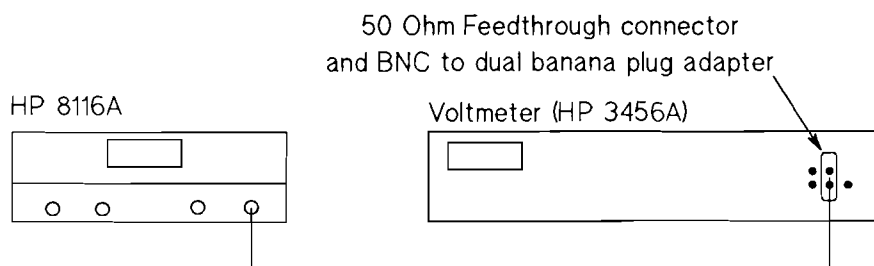 50 Ohm Feedthrough connector
and BNC to dual banana plug adapter
HP 8116A
Voltmeter (HP 3456A)